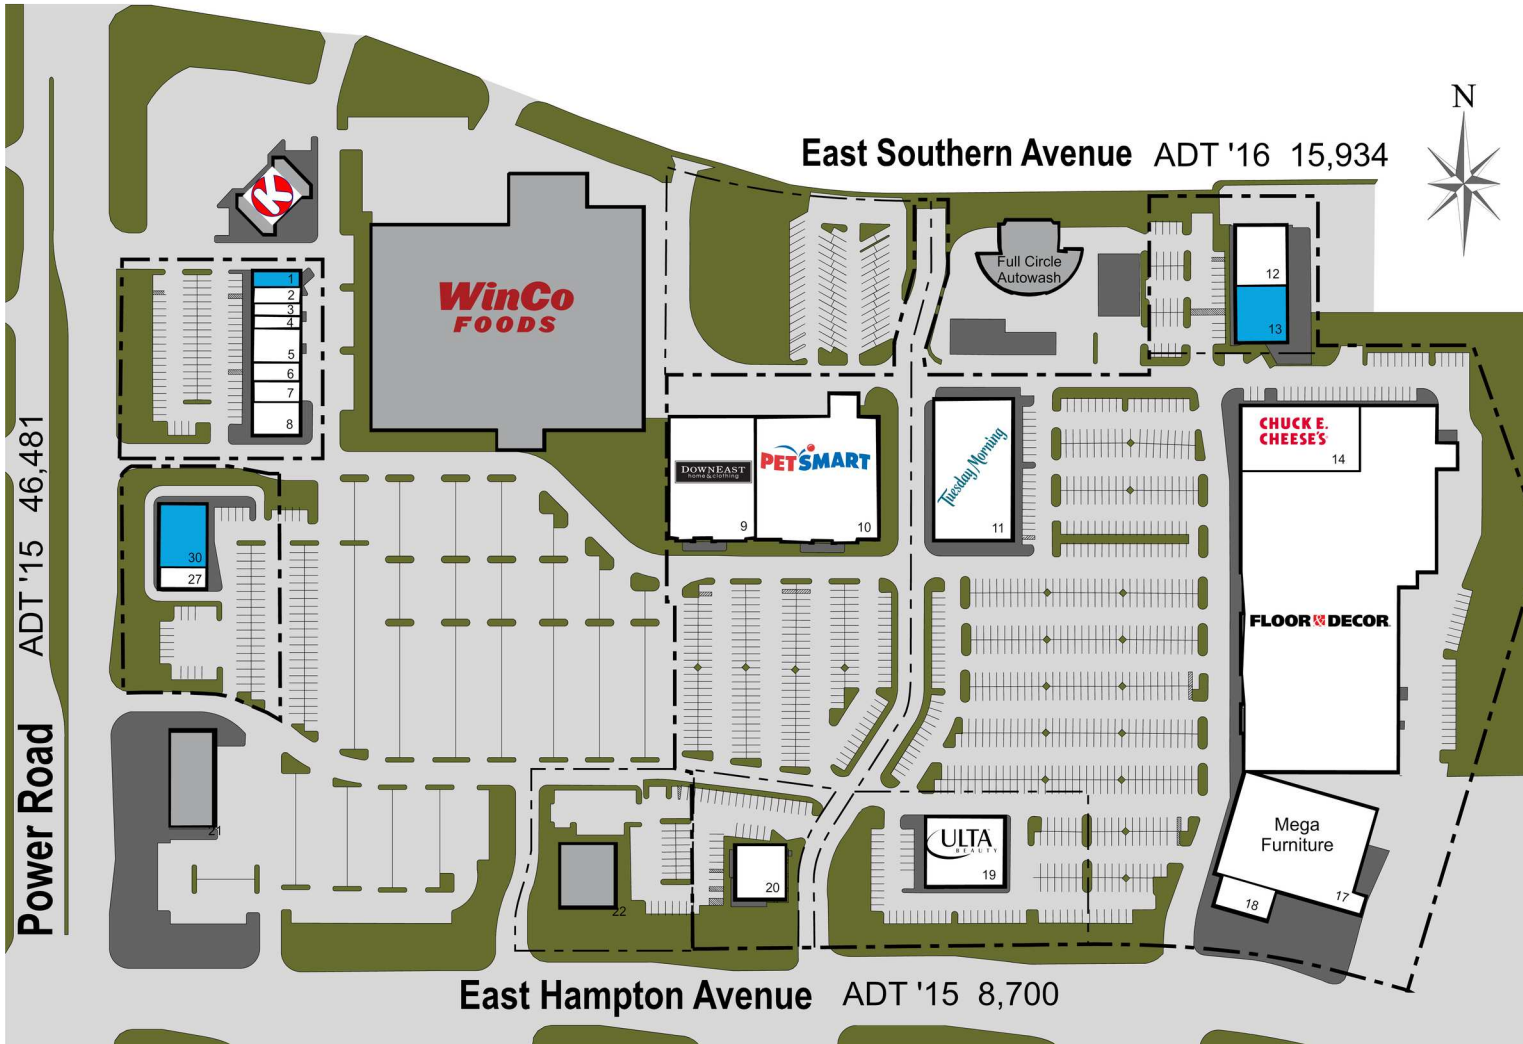 N
East Southern Avenue ADT '16 15,934
K
WinCo
FOODS
Full Circle
Autowash
12
13
1
2
3
4
5
6
7
8
ADT '15 46,481
Power Road
DOWNEAST
home & clothing
9
PETSMART
10
Tuesday Morning
11
CHUCK E.
CHEESE'S
14
FLOOR & DECOR
30
27
21
22
20
ULTA
BEAUTY
19
Mega
Furniture
17
18
East Hampton Avenue ADT '15 8,700